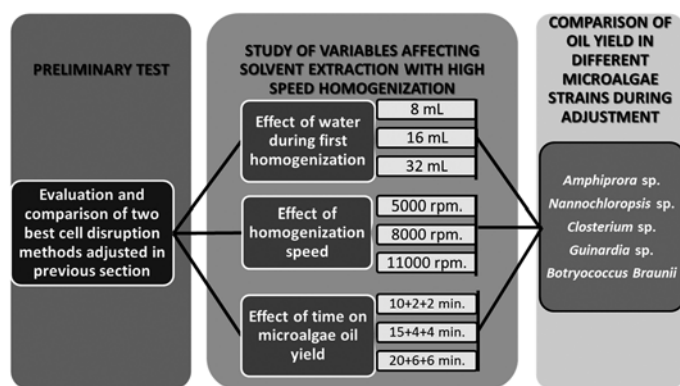 PRELIMINARY TEST
Evaluation and
comparison of two
best cell disruption
methods adjusted in
previous section
STUDY OF VARIABLES AFFECTING
SOLVENT EXTRACTION WITH HIGH
SPEED HOMOGENIZATION
Effect of water
during first
homogenization
8 mL
16 mL
32 mL
Effect of
homogenization
speed
5000 rpm.
8000 rpm.
11000 rpm.
Effect of time on
microalgae oil
yield
10+2+2 min.
15+4+4 min.
20+6+6 min.
COMPARISON OF
OIL YIELD IN
DIFFERENT
MICROALGAE
STRAINS DURING
ADJUSTMENT
Amphiprora sp.
Nannochloropsis sp.
Closterium sp.
Guinardia sp.
Botryococcus Braunii